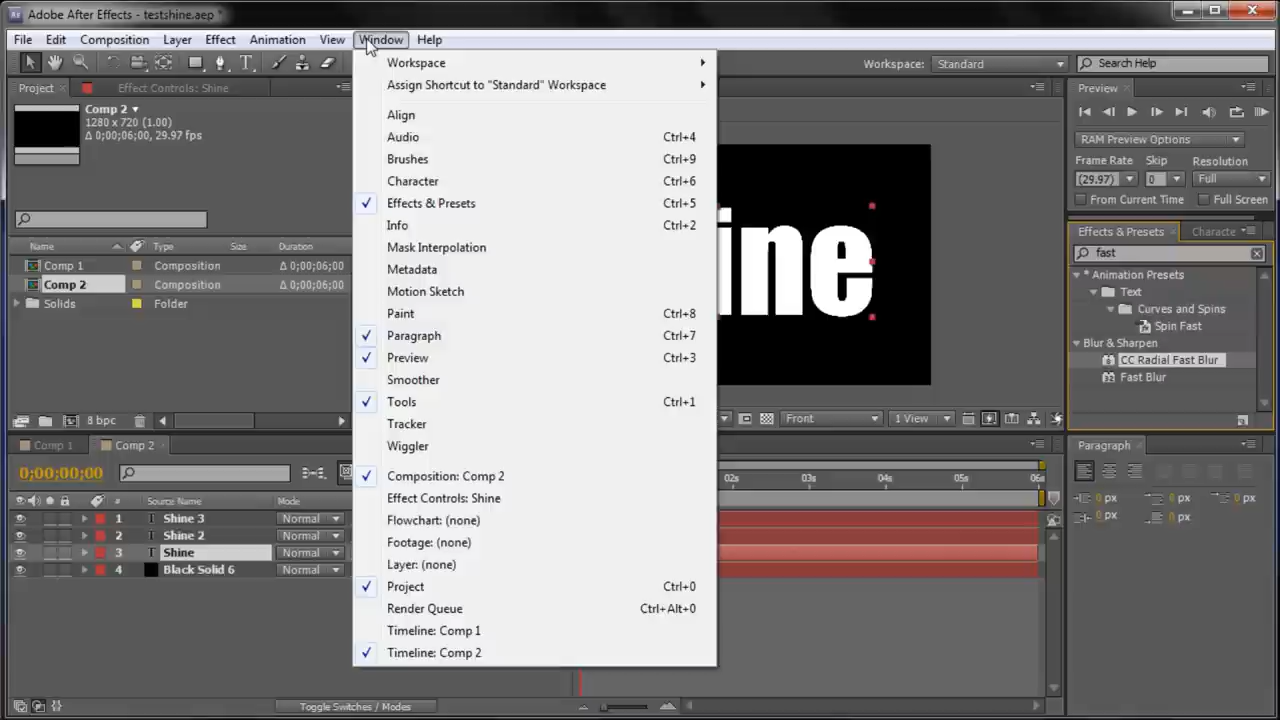 Adobe After Effects - testshine.aep *
File Edit Composition Layer Effect Animation View Window Help
Workspace: Standard Search Help
Project Effect Controls: Shine
Comp 2
1280 x 720 (1.00)
Δ 0;00;06;00, 29.97 fps
Name Type Size Duration
Comp 1 Composition Δ 0;00;06;00
Comp 2 Composition Δ 0;00;06;00
Solids Folder
8 bpc
Workspace
Assign Shortcut to "Standard" Workspace
Align
Audio Ctrl+4
Brushes Ctrl+9
Character Ctrl+6
Effects & Presets Ctrl+5
Info Ctrl+2
Mask Interpolation
Metadata
Motion Sketch
Paint Ctrl+8
Paragraph Ctrl+7
Preview Ctrl+3
Smoother
Tools Ctrl+1
Tracker
Wiggler
Composition: Comp 2
Effect Controls: Shine
Flowchart: (none)
Footage: (none)
Layer: (none)
Project Ctrl+0
Render Queue Ctrl+Alt+0
Timeline: Comp 1
Timeline: Comp 2
ine
Front 1 View
Preview
RAM Preview Options
Frame Rate Skip Resolution
(29.97) 0 Full
From Current Time Full Screen
Effects & Presets Characte
fast
* Animation Presets
Text
Curves and Spins
Spin Fast
Blur & Sharpen
CC Radial Fast Blur
Fast Blur
Paragraph
0 px 0 px 0 px
0 px 0 px
Comp 1 Comp 2
0;00;00;00
# Source Name Mode
1 T Shine 3 Normal
2 T Shine 2 Normal
3 T Shine Normal
4 Black Solid 6 Normal
02s 03s 04s 05s 06s
Toggle Switches / Modes